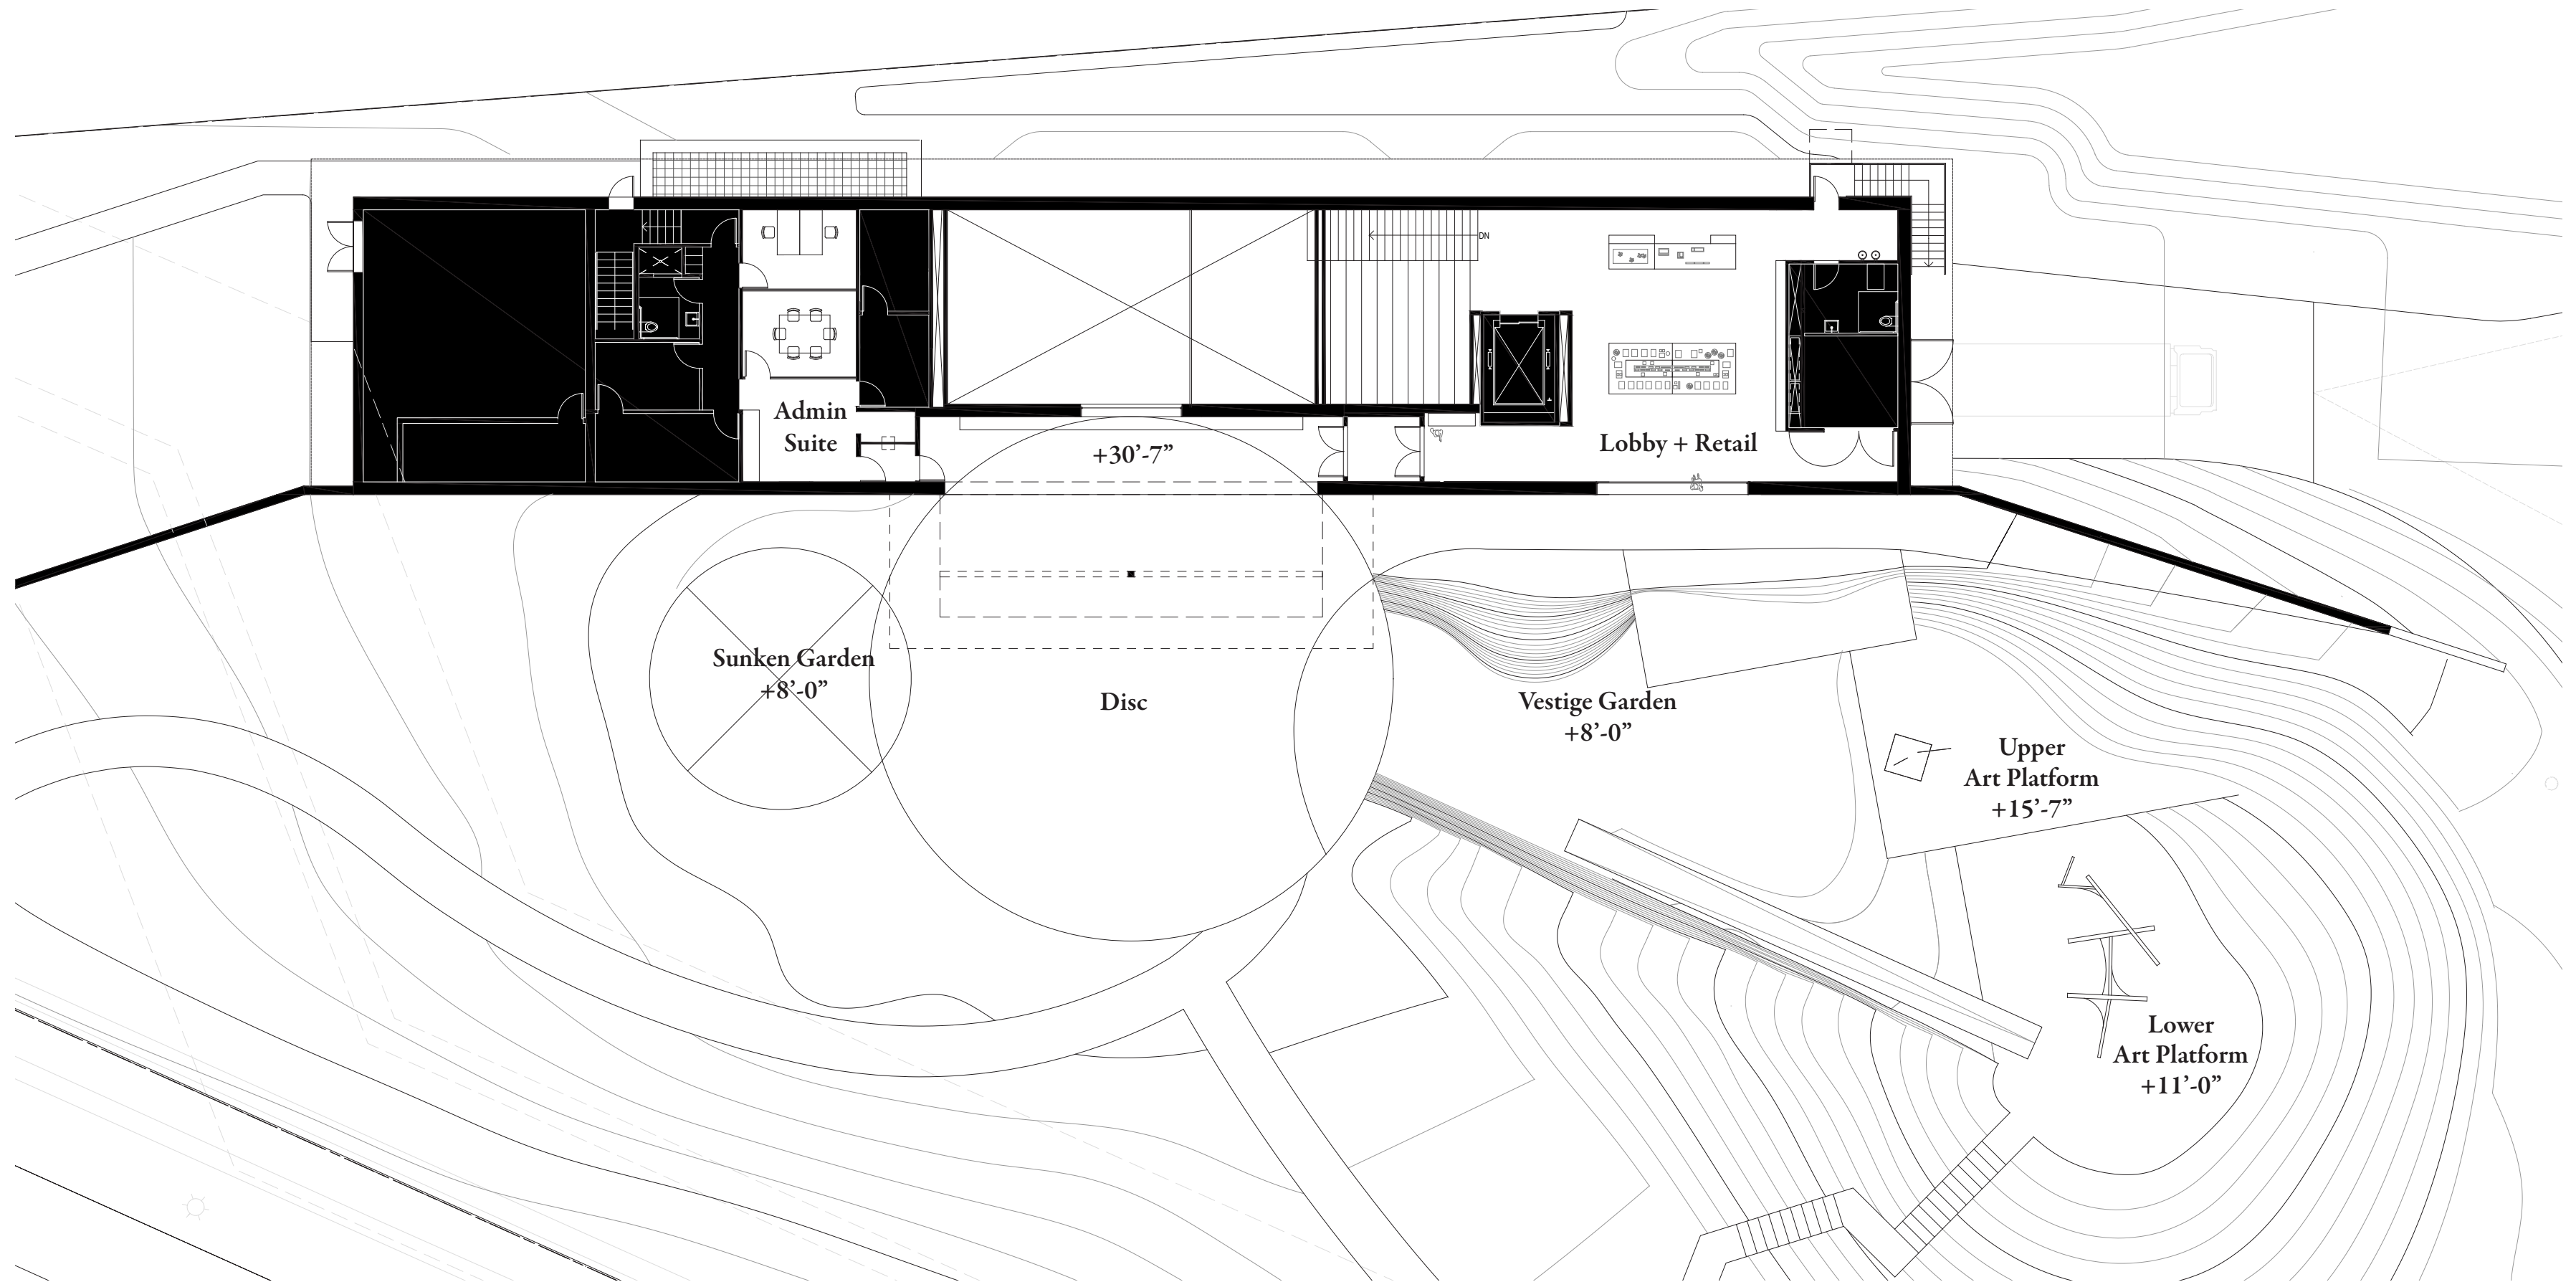 DN
Admin
Suite
+30’-7”
Lobby + Retail
Sunken Garden
+8’-0”
Disc
Vestige Garden
+8’-0”
Upper
Art Platform
+15’-7”
Lower
Art Platform
+11’-0”